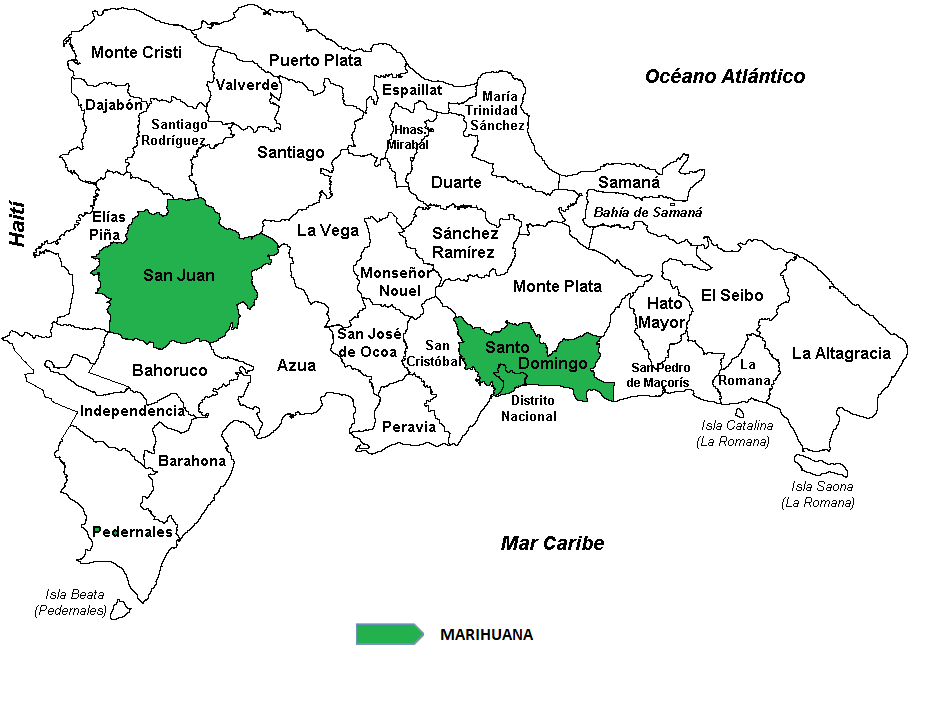 Monte Cristi
Puerto Plata
Océano Atlántico
Dajabón
Valverde
Espaillat
María
Trinidad
Sánchez
Santiago
Rodríguez
Hnas.
Mirabal
Santiago
Duarte
Samaná
Bahía de Samaná
Haití
Elías
Piña
La Vega
Sánchez
Ramírez
San Juan
Monseñor
Nouel
Monte Plata
Hato
Mayor
El Seibo
San José
de Ocoa
San
Cristóbal
Santo
Domingo
La Altagracia
Bahoruco
Azua
San Pedro
de Macorís
La
Romana
Independencia
Peravia
Distrito
Nacional
Isla Catalina
(La Romana)
Barahona
Isla Saona
(La Romana)
Pedernales
Mar Caribe
Isla Beata
(Pedernales)
MARIHUANA